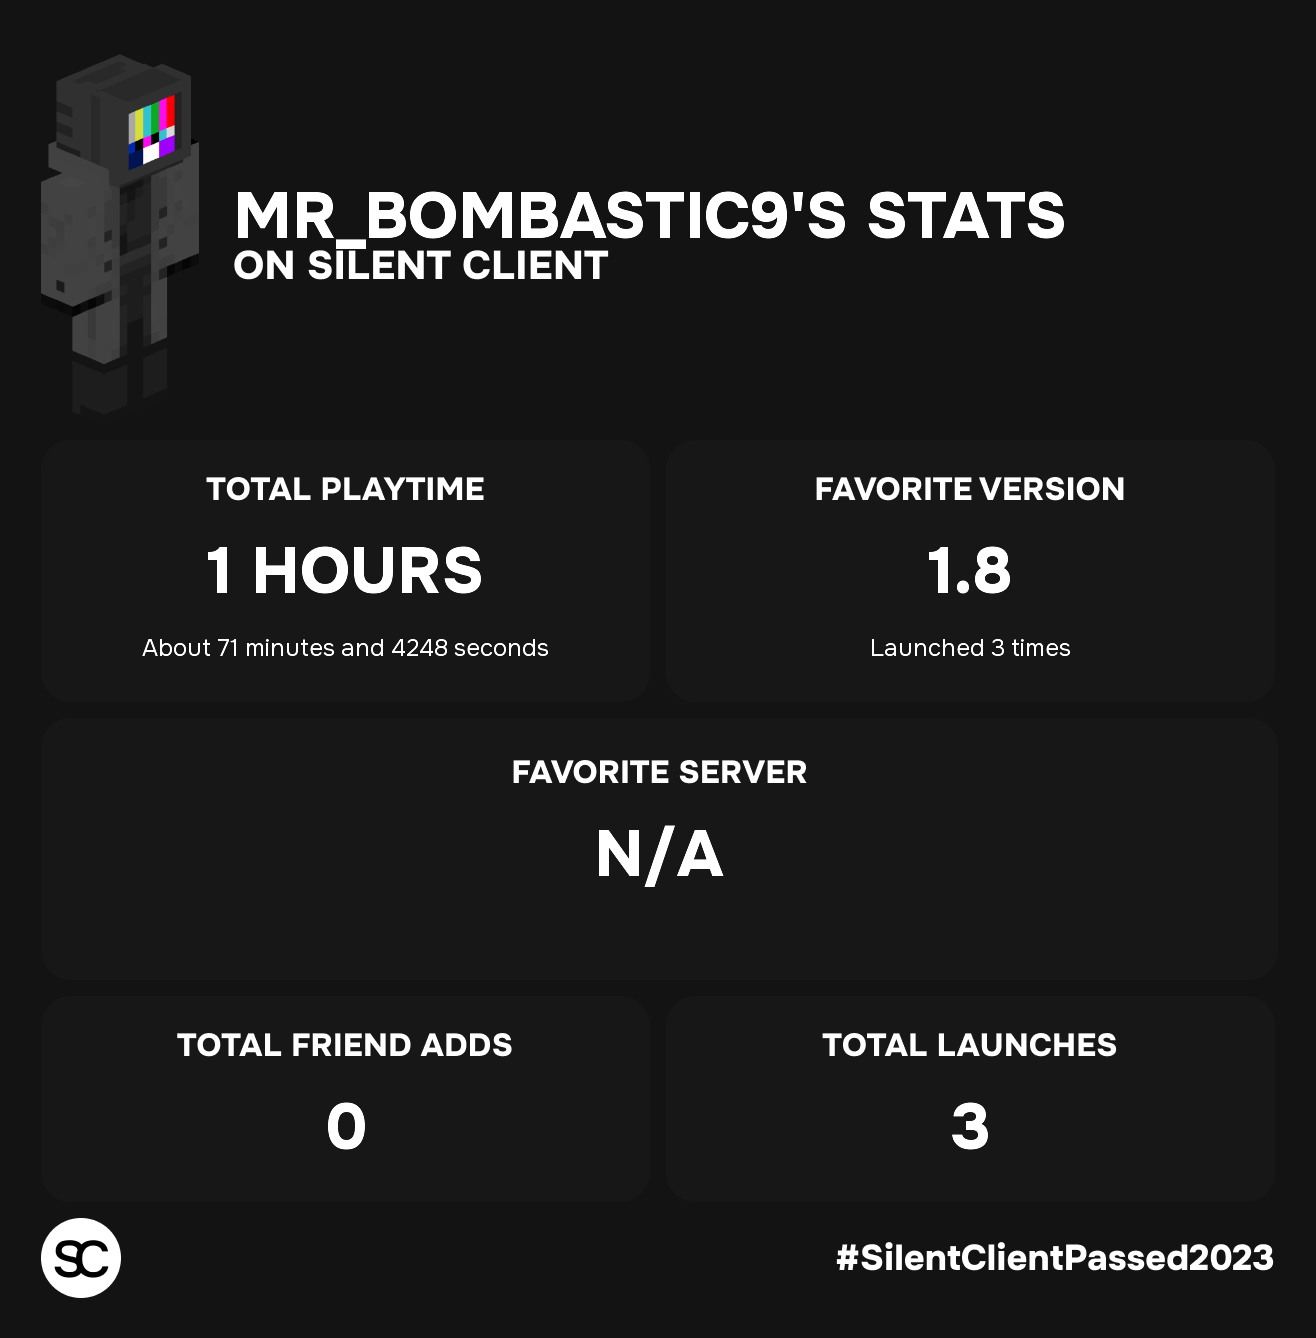 MR_BOMBASTIC9'S STATS
ON SILENT CLIENT
TOTAL PLAYTIME
1 HOURS
About 71 minutes and 4248 seconds
FAVORITE VERSION
1.8
Launched 3 times
FAVORITE SERVER
N/A
TOTAL FRIEND ADDS
0
TOTAL LAUNCHES
3
SC
#SilentClientPassed2023